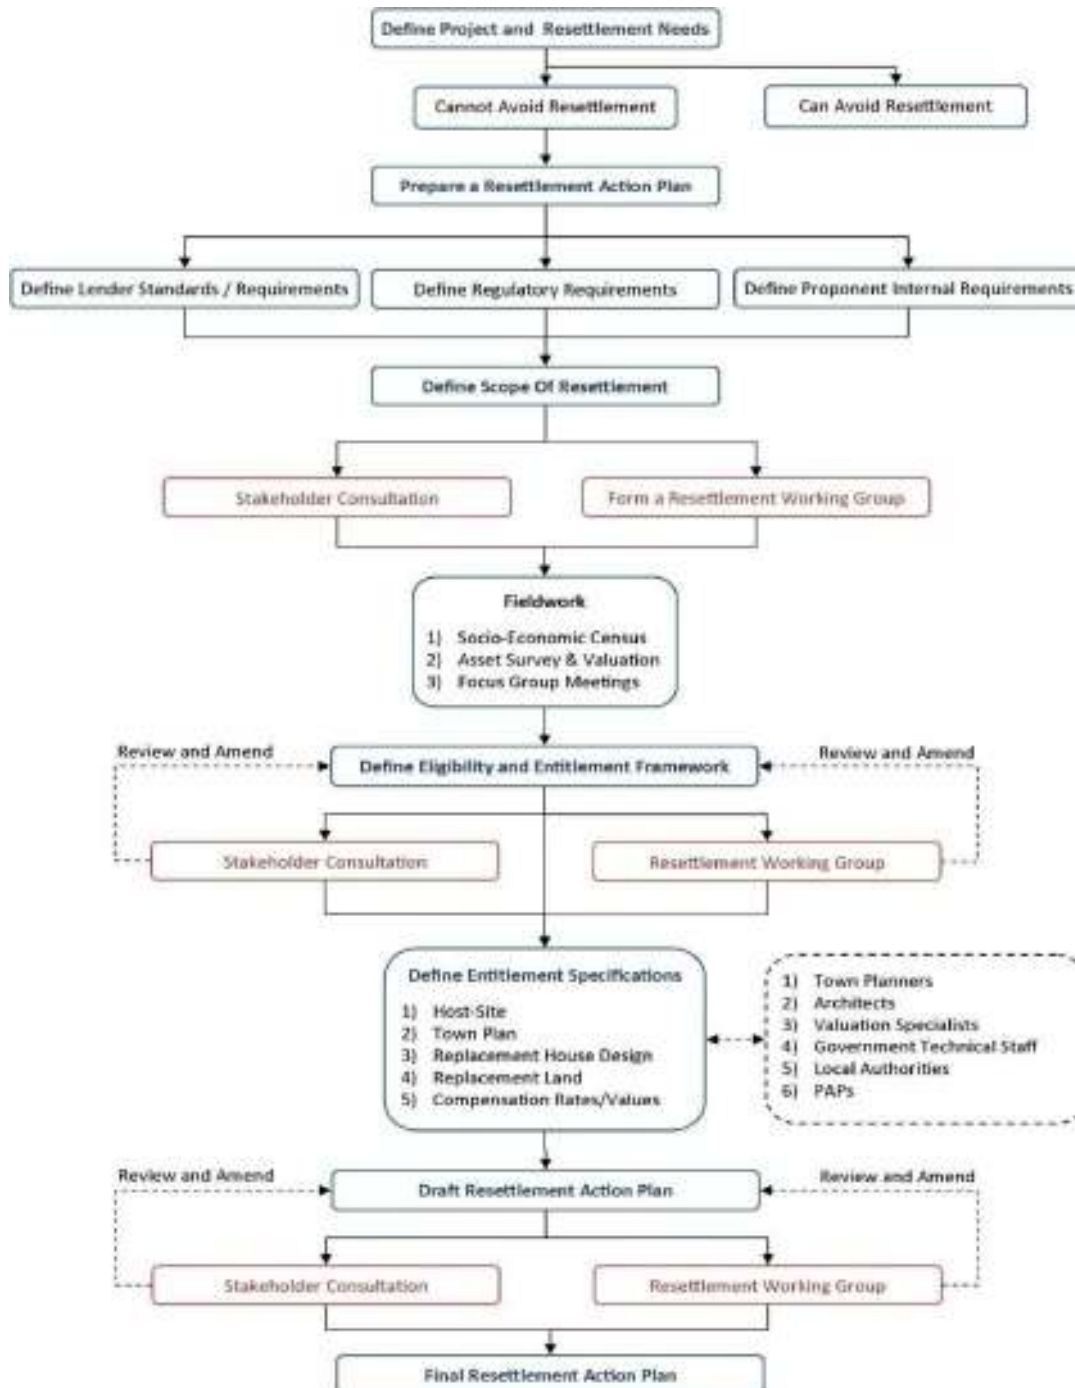 Define Project and Resettlement Needs
Cannot Avoid Resettlement
Can Avoid Resettlement
Prepare a Resettlement Action Plan
Define Lender Standards / Requirements
Define Regulatory Requirements
Define Proponent Internal Requirements
Define Scope Of Resettlement
Stakeholder Consultation
Form a Resettlement Working Group
Fieldwork
1) Socio-Economic Census
2) Asset Survey & Valuation
3) Focus Group Meetings
Review and Amend
Review and Amend
Define Eligibility and Entitlement Framework
Stakeholder Consultation
Resettlement Working Group
Define Entitlement Specifications
1) Host-Site
2) Town Plan
3) Replacement House Design
4) Replacement Land
5) Compensation Rates/Values
1) Town Planners
2) Architects
3) Valuation Specialists
4) Government Technical Staff
5) Local Authorities
6) PAPs
Review and Amend
Review and Amend
Draft Resettlement Action Plan
Stakeholder Consultation
Resettlement Working Group
Final Resettlement Action Plan